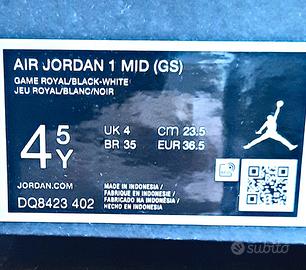 AIR JORDAN 1 MID (GS)
GAME ROYAL/BLACK-WHITE
JEU ROYAL/BLANC/NOIR
4 5Y
UK 4 cm 23.5
BR 35 EUR 36.5
JORDAN.COM
DQ8423 402
MADE IN INDONESIA /
FABRIQUE EN INDONESIE /
FABRICADO NA INDONÉSIA /
HECHO EN INDONESIA
subito